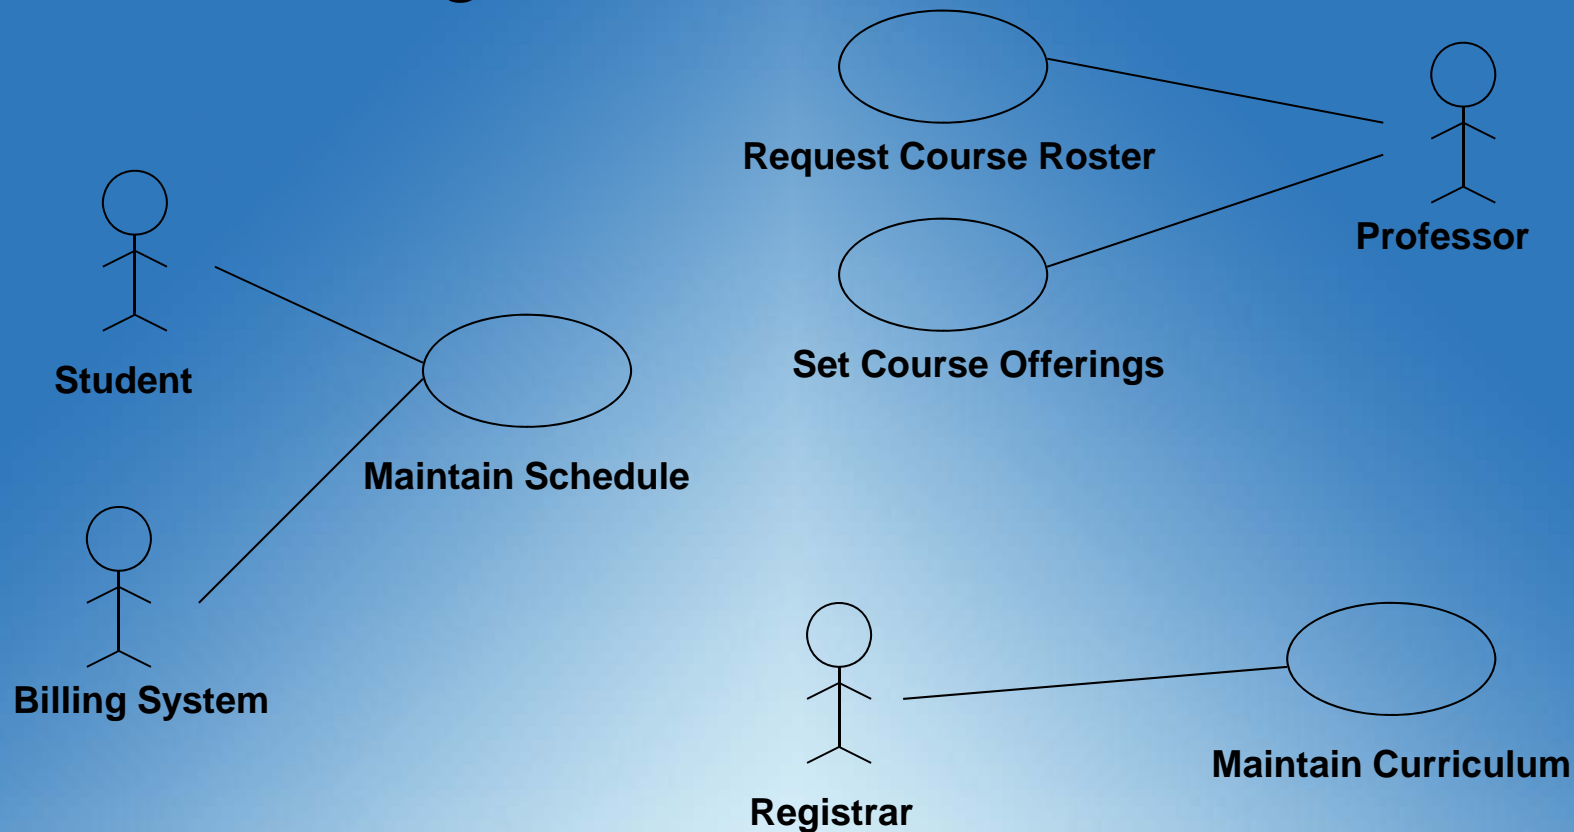 Request Course Roster
Professor
Set Course Offerings
Student
Maintain Schedule
Billing System
Maintain Curriculum
Registrar